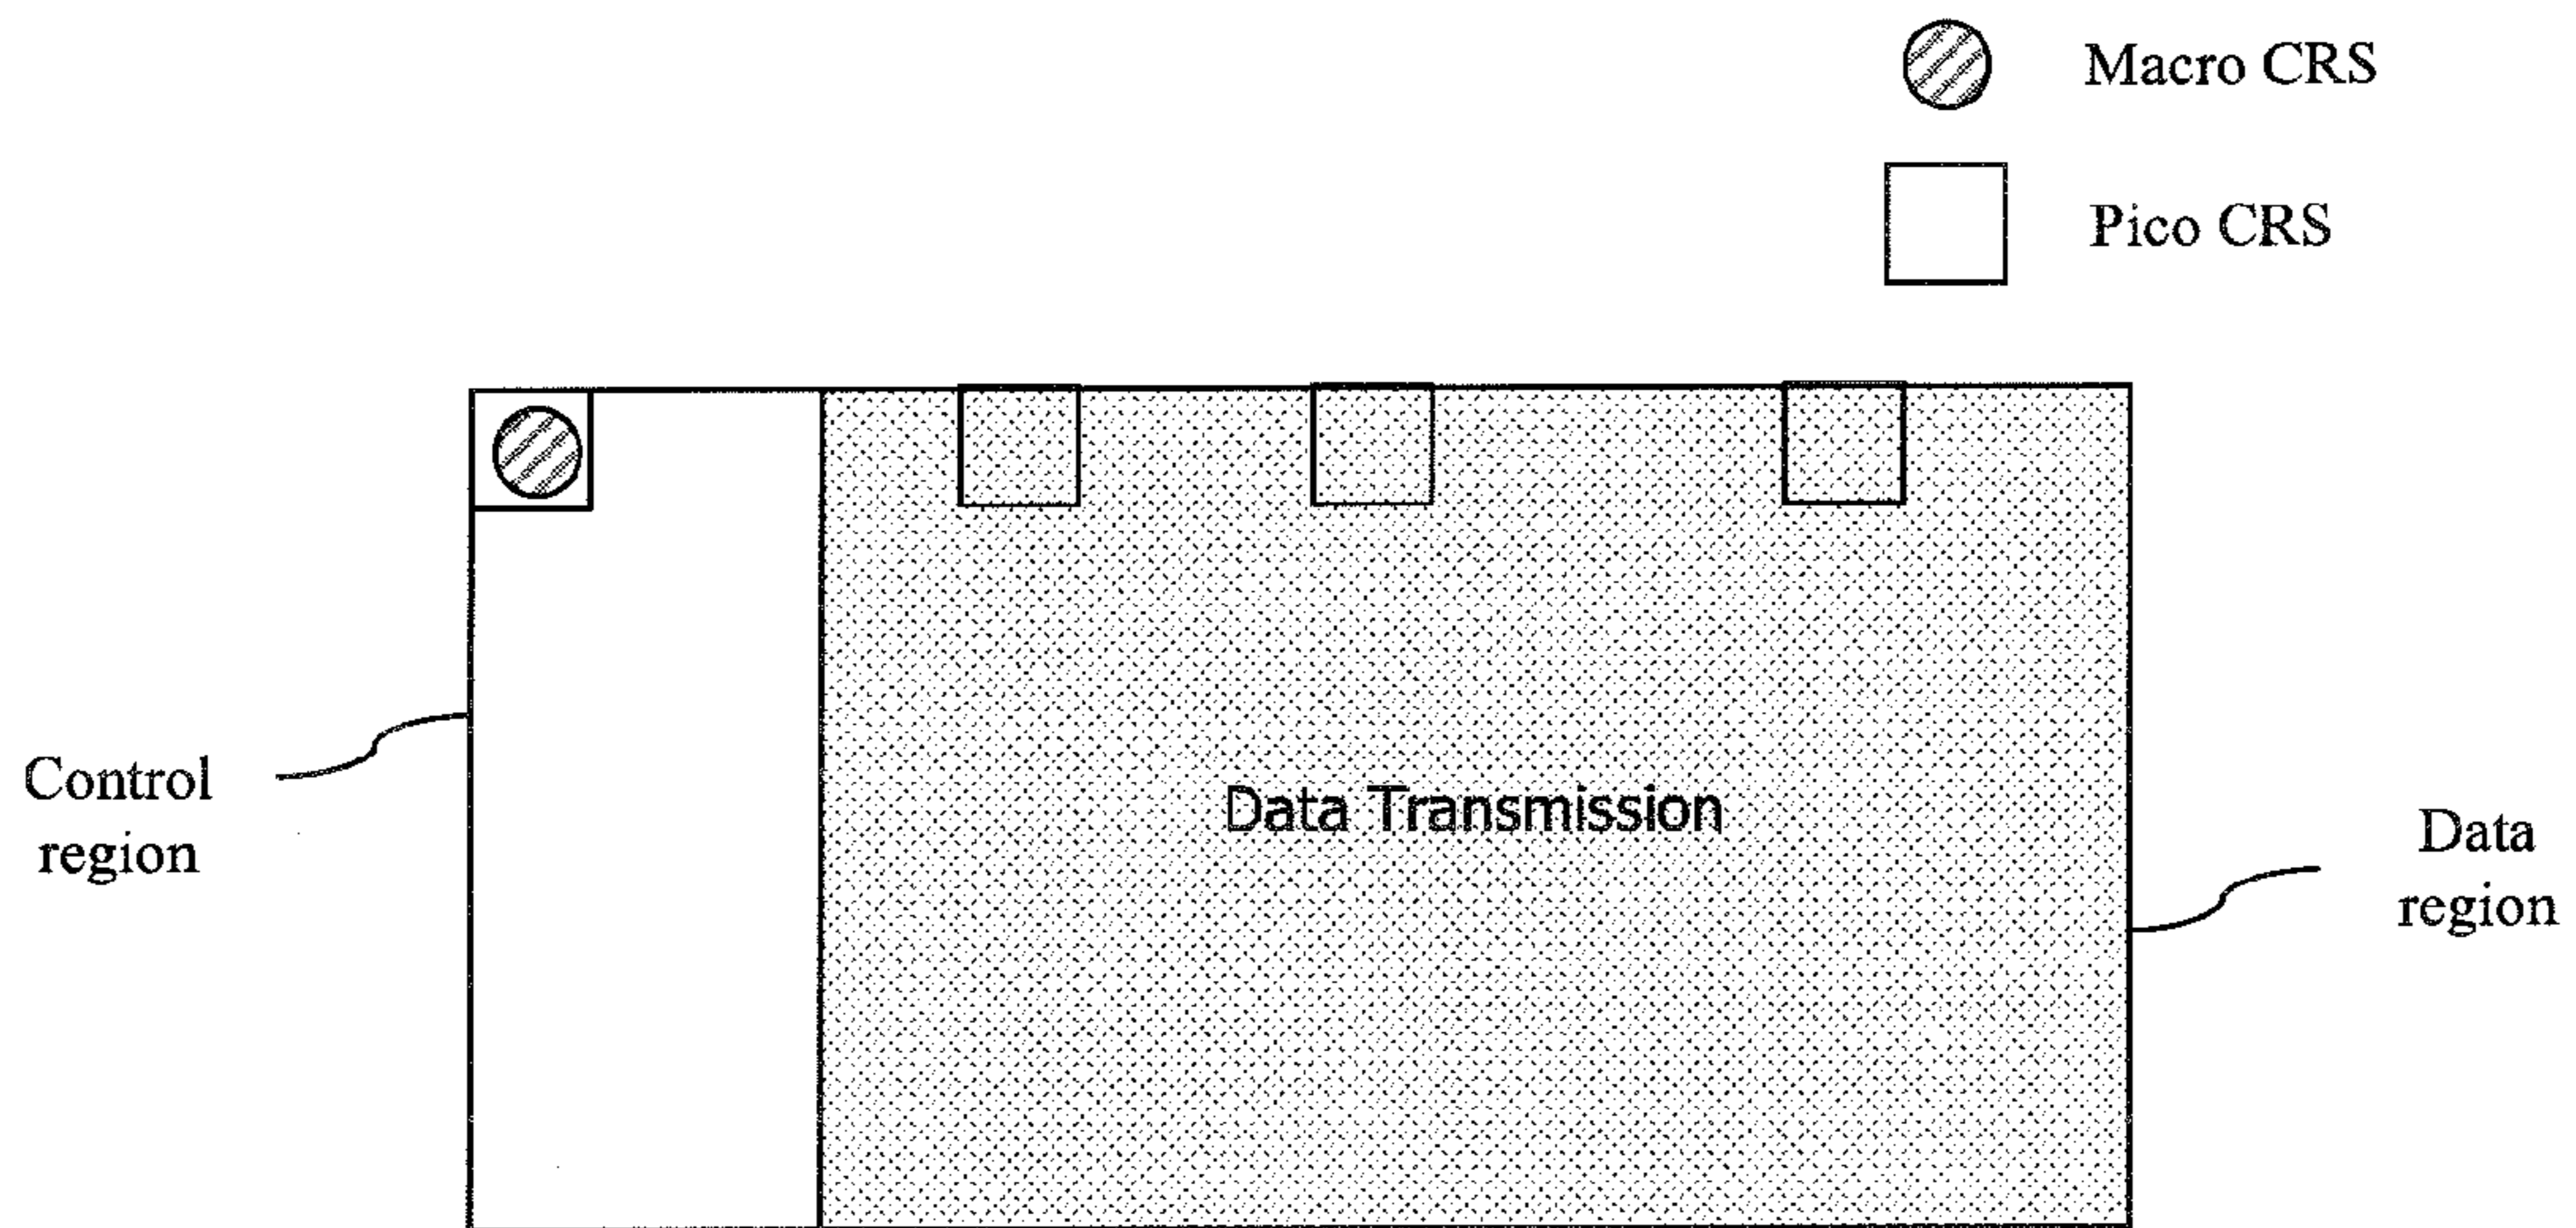 Macro CRS
Pico CRS
Control
region
Data Transmission
Data
region